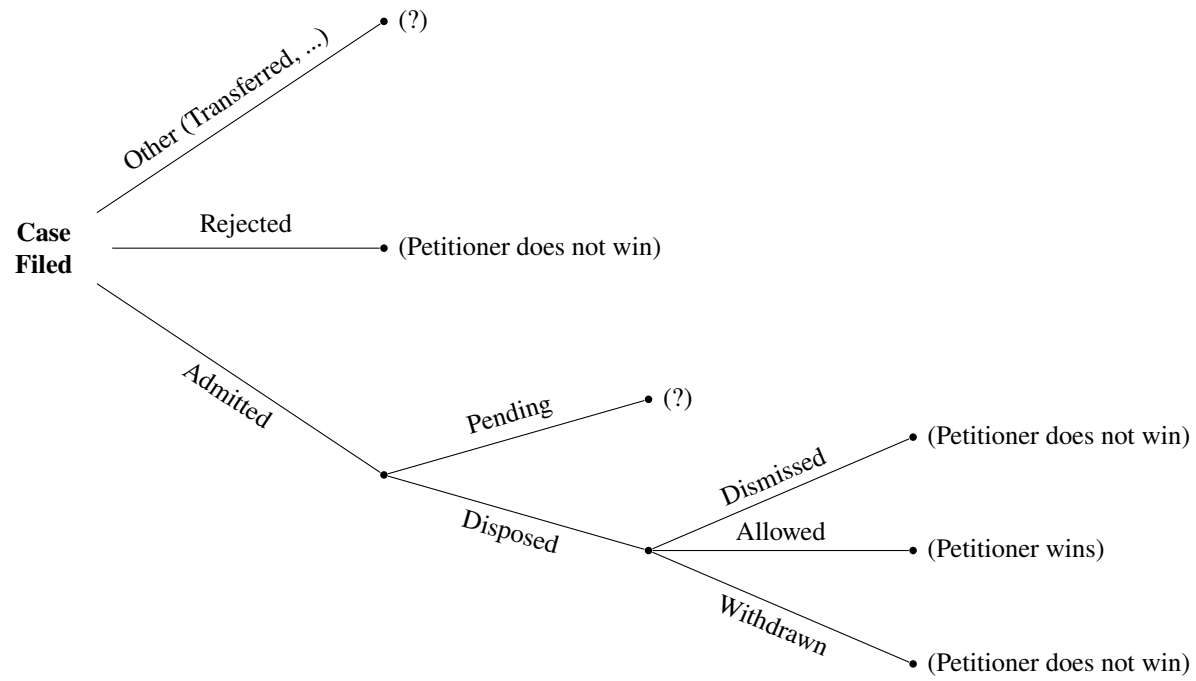 Other (Transferred, ...)
(?)
Case
Filed
Rejected
(Petitioner does not win)
Admitted
Pending
(?)
Disposed
Dismissed
(Petitioner does not win)
Allowed
(Petitioner wins)
Withdrawn
(Petitioner does not win)